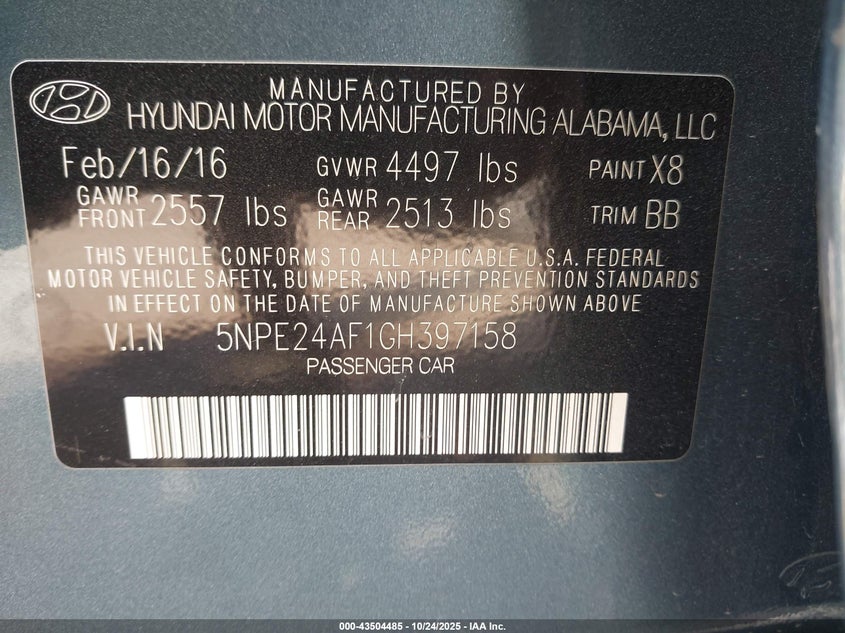 MANUFACTURED BY
HYUNDAI MOTOR MANUFACTURING ALABAMA, LLC
Feb/16/16 GVWR 4497 lbs PAINT X8
GAWR FRONT 2557 lbs GAWR REAR 2513 lbs TRIM BB
THIS VEHICLE CONFORMS TO ALL APPLICABLE U.S.A. FEDERAL
MOTOR VEHICLE SAFETY, BUMPER, AND THEFT PREVENTION STANDARDS
IN EFFECT ON THE DATE OF MANUFACTURE SHOWN ABOVE
V.I.N 5NPE24AF1GH397158
PASSENGER CAR
000-43504485 - 10/24/2025 - IAA Inc.